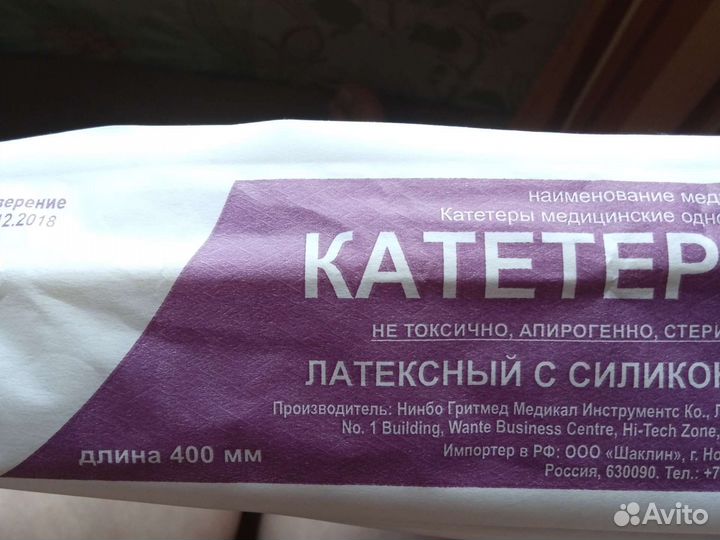 верение
12.2018
наименование мед
Катетеры медицинские одно
КАТЕТЕР
НЕ ТОКСИЧНО, АПИРОГЕННО, СТЕРИ
ЛАТЕКСНЫЙ С СИЛИКОН
Производитель: Нинбо Гритмед Медикал Инструментс Ко., Л
No. 1 Building, Wante Business Centre, Hi-Tech Zone,
Импортер в РФ: ООО «Шаклин», г. Но
Россия, 630090. Тел.: +7
длина 400 мм
Avito